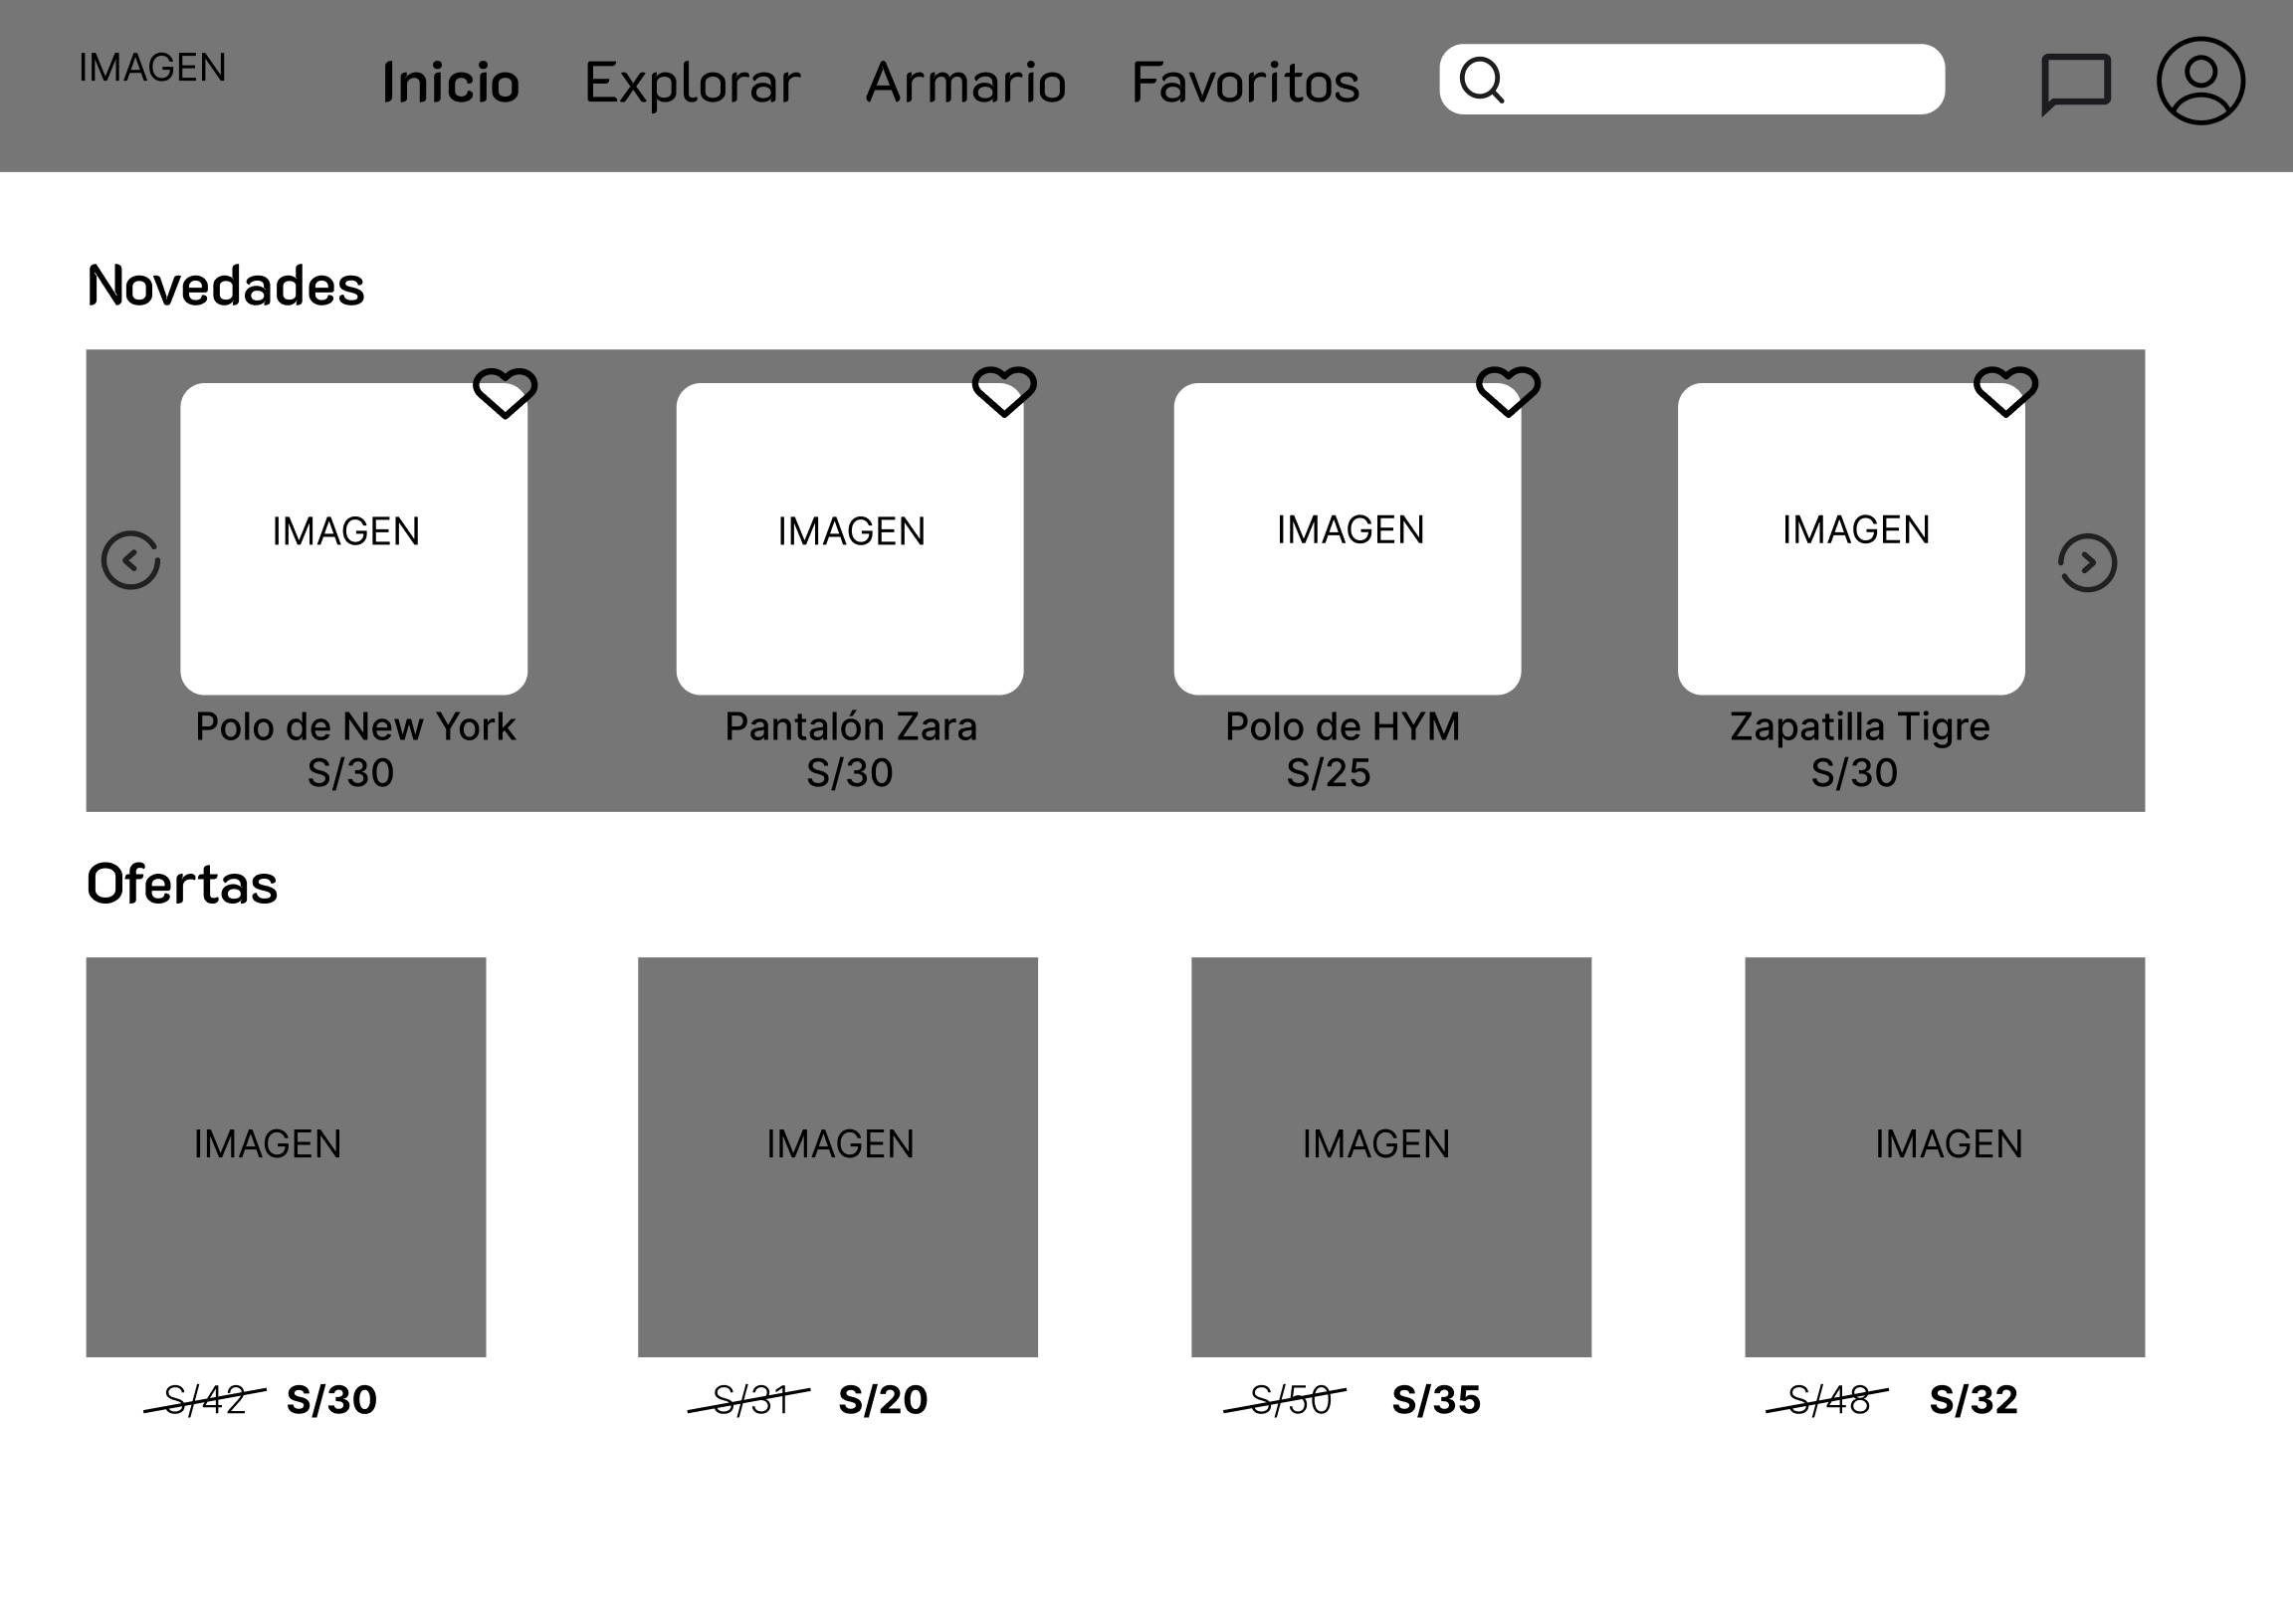 IMAGEN Inicio Explorar Armario Favoritos
Novedades
IMAGEN IMAGEN IMAGEN IMAGEN
Polo de New York Pantalón Zara Polo de HYM Zapatilla Tigre
S/30 S/30 S/25 S/30
Ofertas
IMAGEN IMAGEN IMAGEN IMAGEN
S/42 S/30 S/31 S/20 S/50 S/35 S/48 S/32